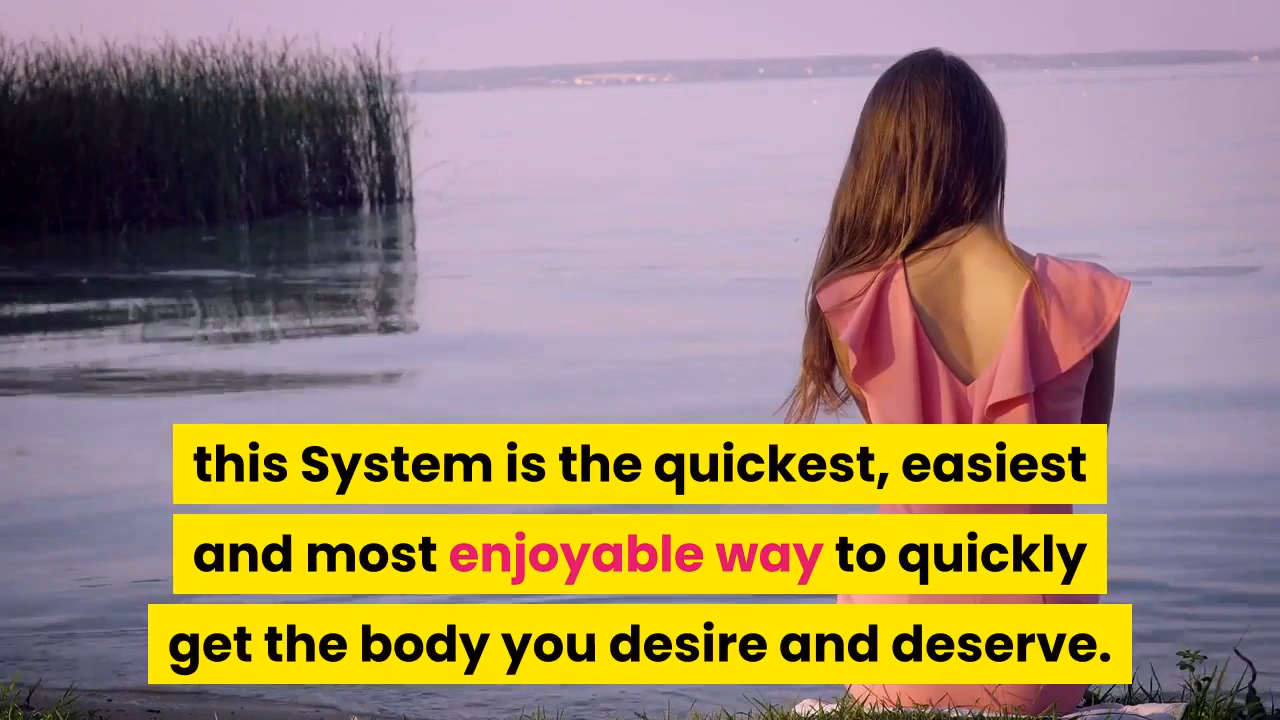 this System is the quickest, easiest
and most enjoyable way to quickly
get the body you desire and deserve.